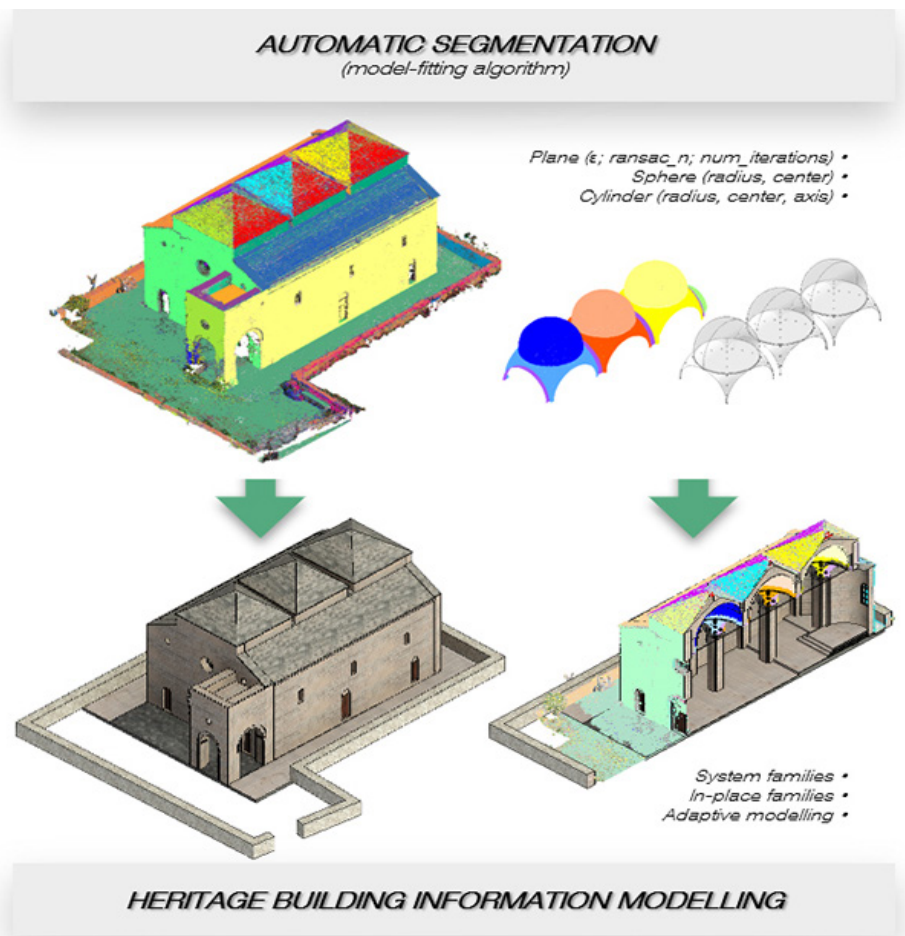 AUTOMATIC SEGMENTATION
(model-fitting algorithm)
Plane (ε; ransac_n; num_iterations) •
Sphere (radius, center) •
Cylinder (radius, center, axis) •
System families •
In-place families •
Adaptive modelling •
HERITAGE BUILDING INFORMATION MODELLING